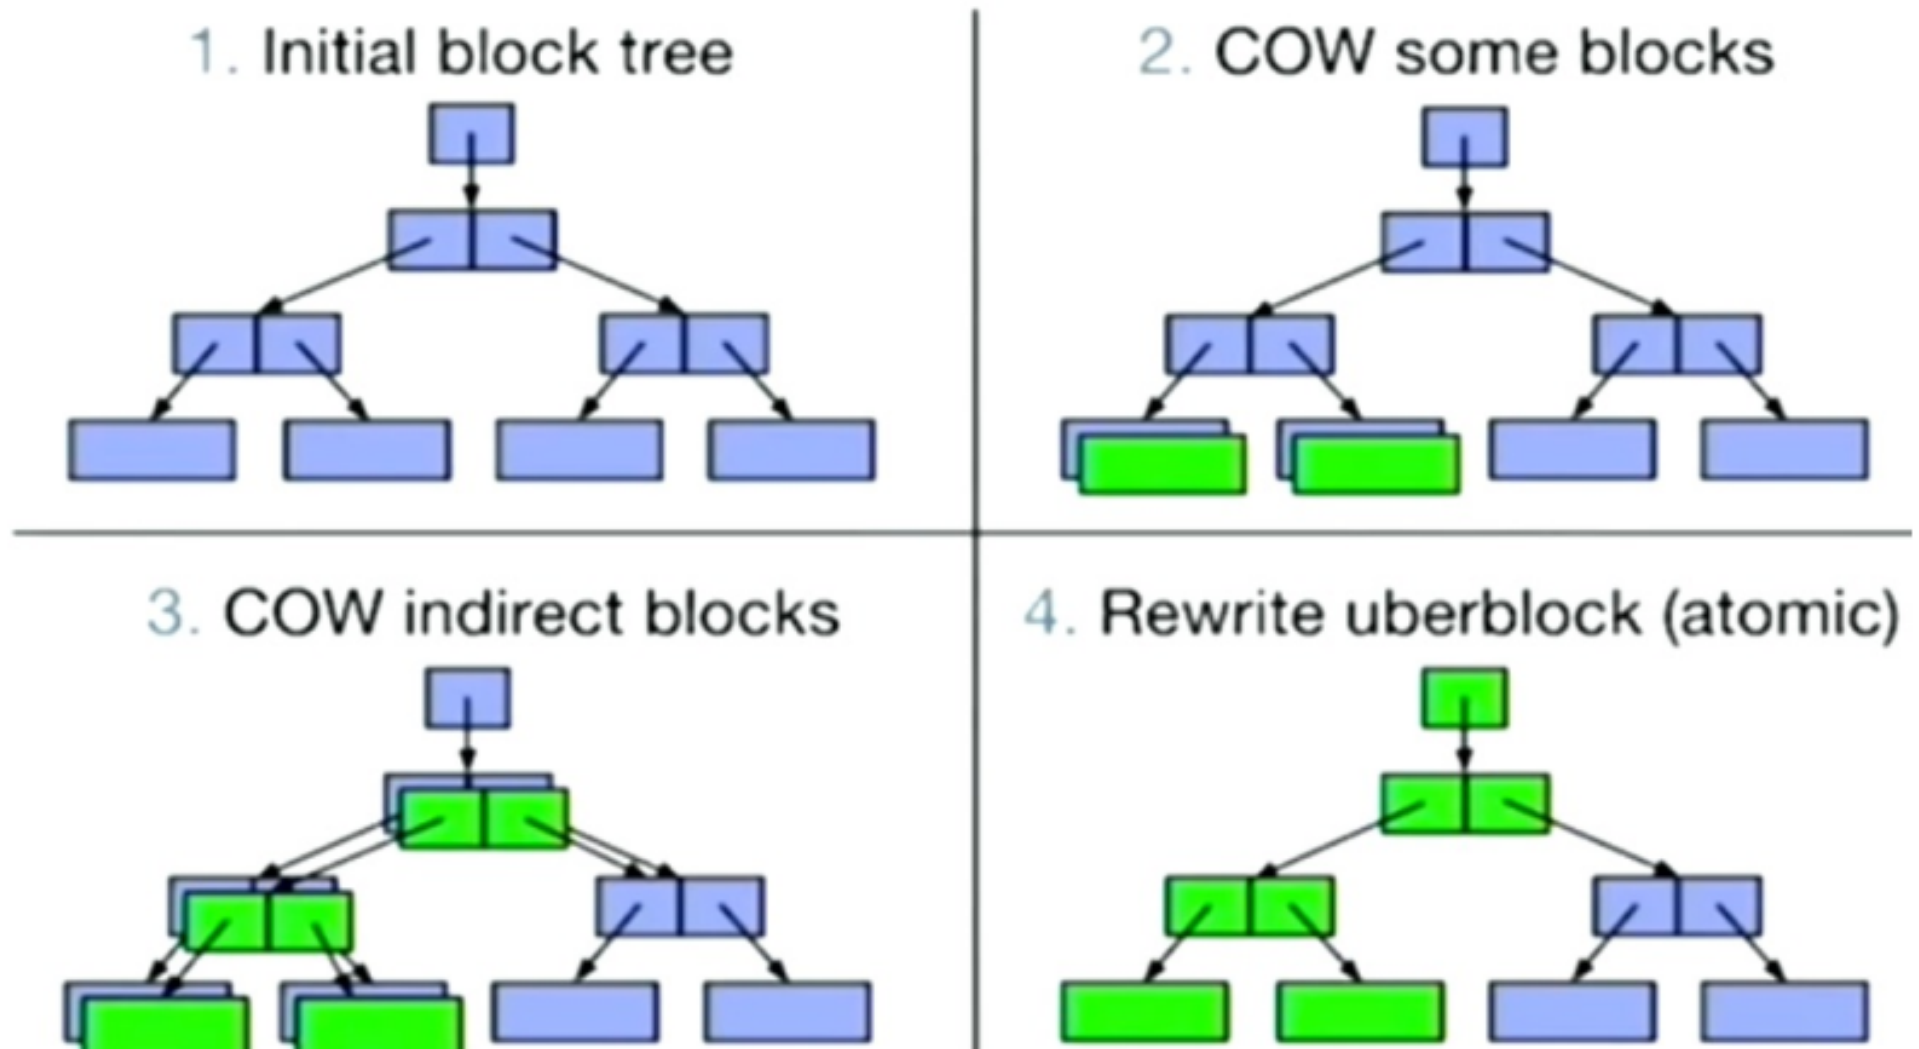 1. Initial block tree
2. COW some blocks
3. COW indirect blocks
4. Rewrite uberblock (atomic)